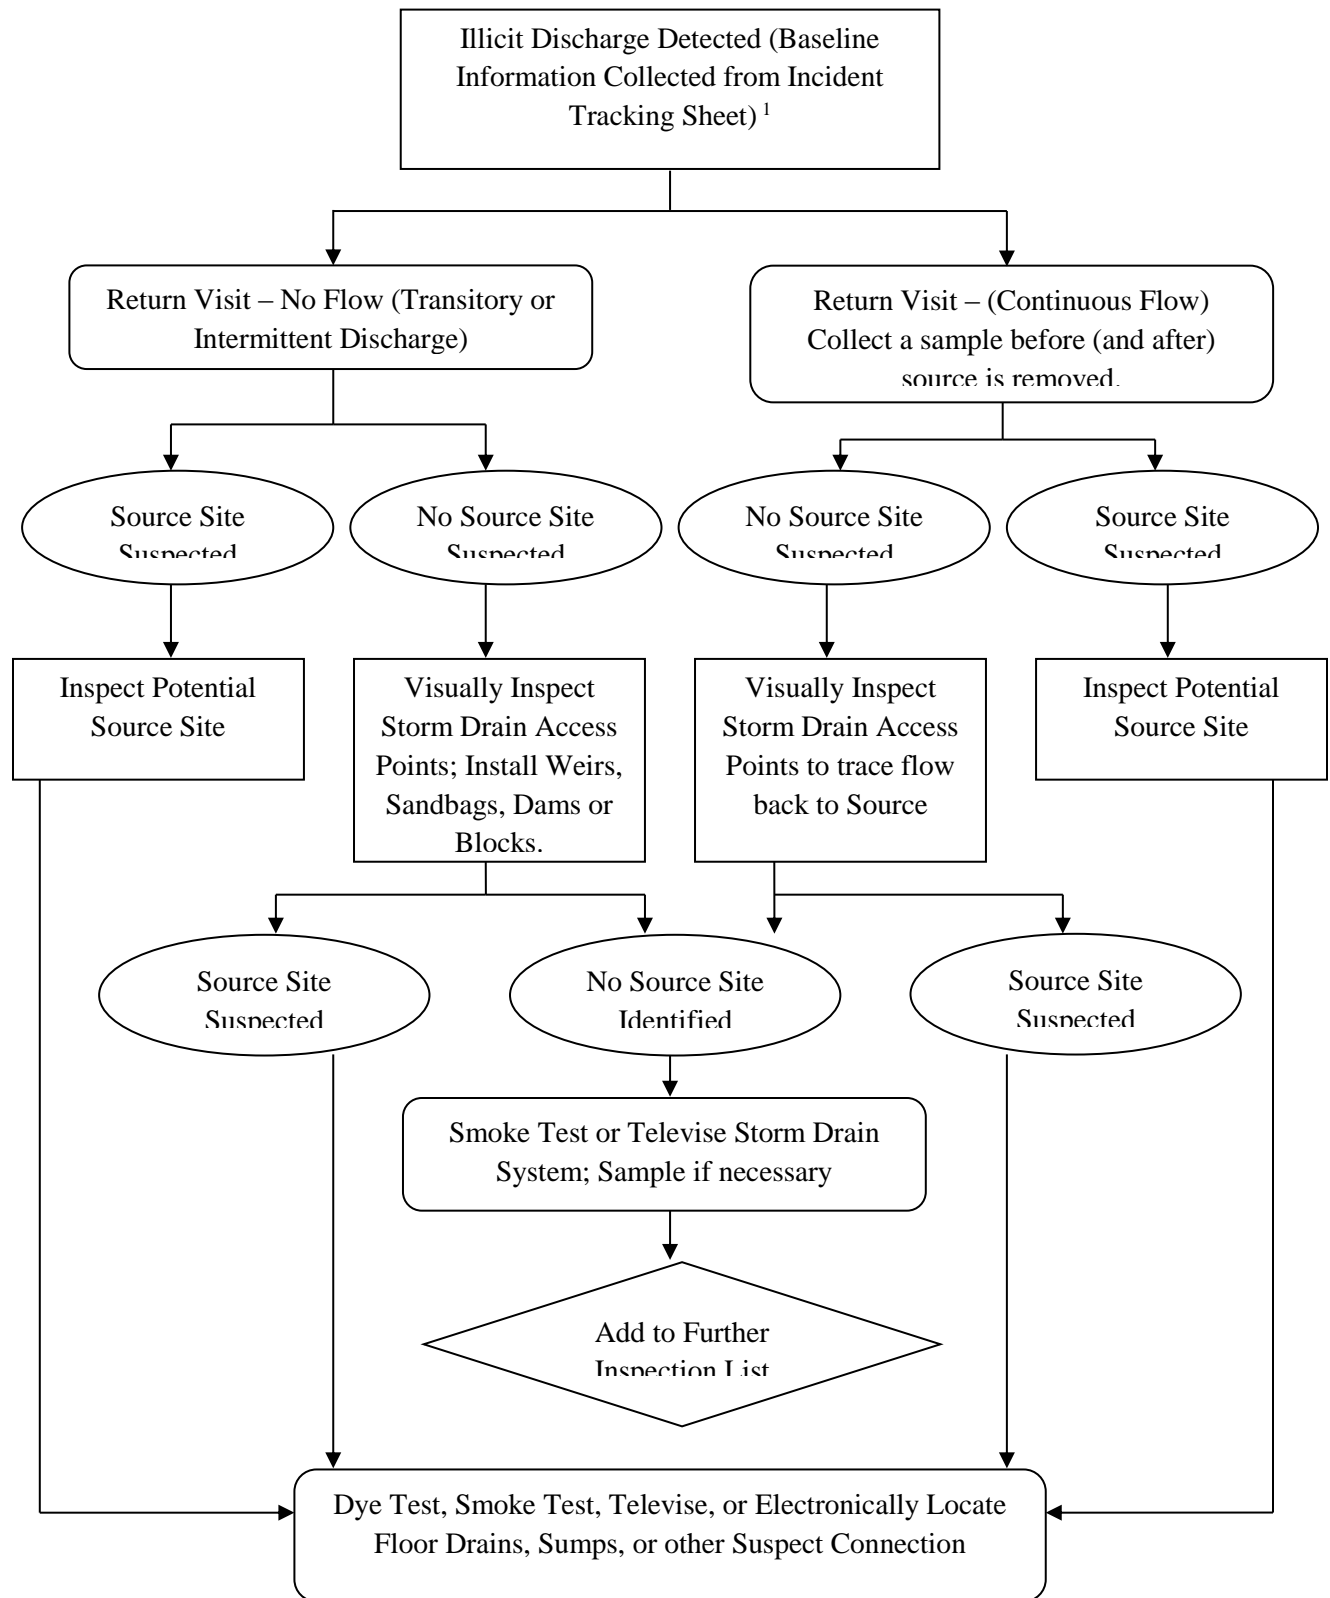 Illicit Discharge Detected (Baseline
Information Collected from Incident
Tracking Sheet) 1
Return Visit – No Flow (Transitory or
Intermittent Discharge)
Return Visit – (Continuous Flow)
Collect a sample before (and after)
source is removed.
Source Site
Suspected
No Source Site
Suspected
No Source Site
Suspected
Source Site
Suspected
Inspect Potential
Source Site
Visually Inspect
Storm Drain Access
Points; Install Weirs,
Sandbags, Dams or
Blocks.
Visually Inspect
Storm Drain Access
Points to trace flow
back to Source
Inspect Potential
Source Site
Source Site
Suspected
No Source Site
Identified
Source Site
Suspected
Smoke Test or Televise Storm Drain
System; Sample if necessary
Add to Further
Inspection List
Dye Test, Smoke Test, Televise, or Electronically Locate
Floor Drains, Sumps, or other Suspect Connection